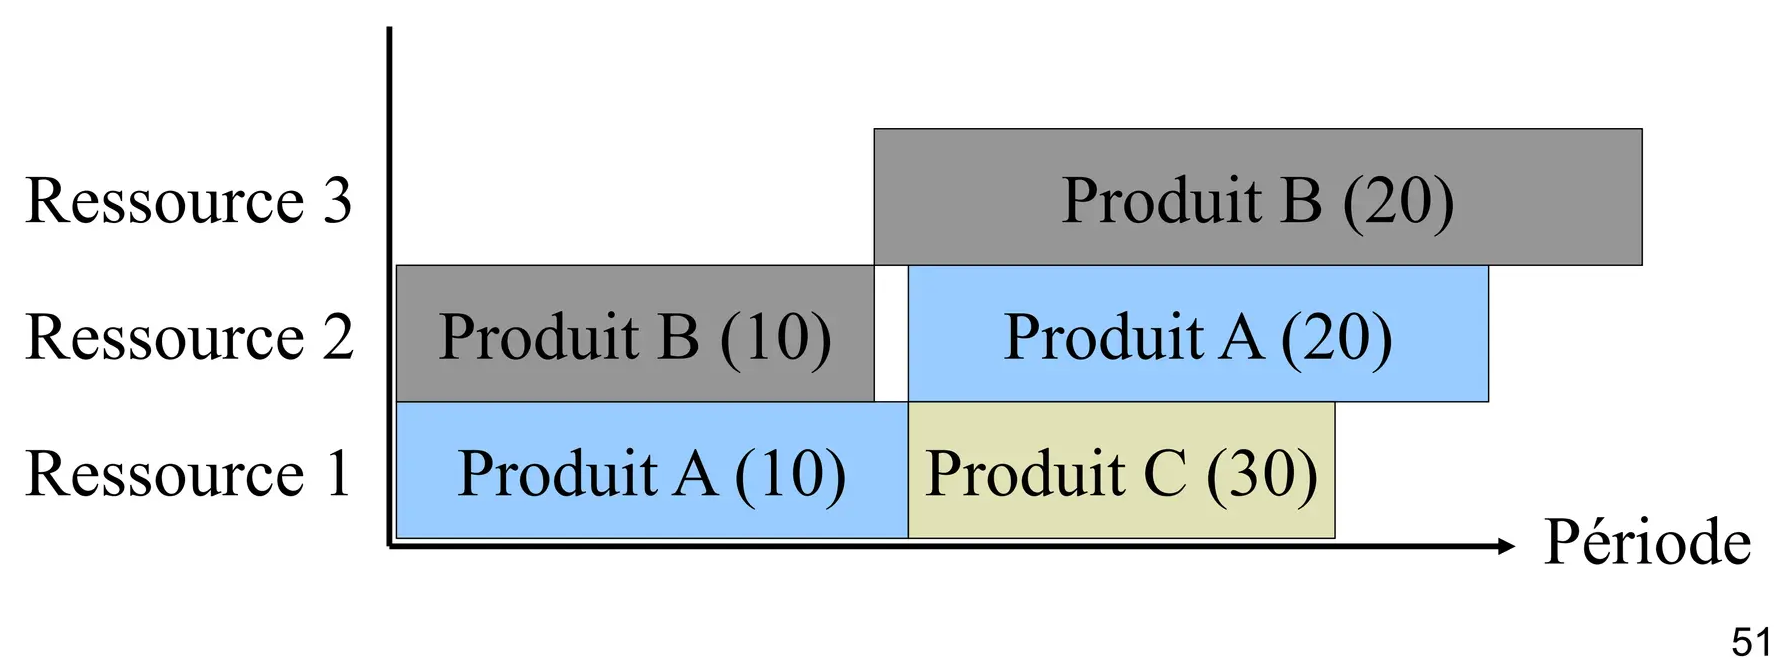 Ressource 3
Produit B (20)
Ressource 2
Produit B (10)
Produit A (20)
Ressource 1
Produit A (10)
Produit C (30)
Période
51